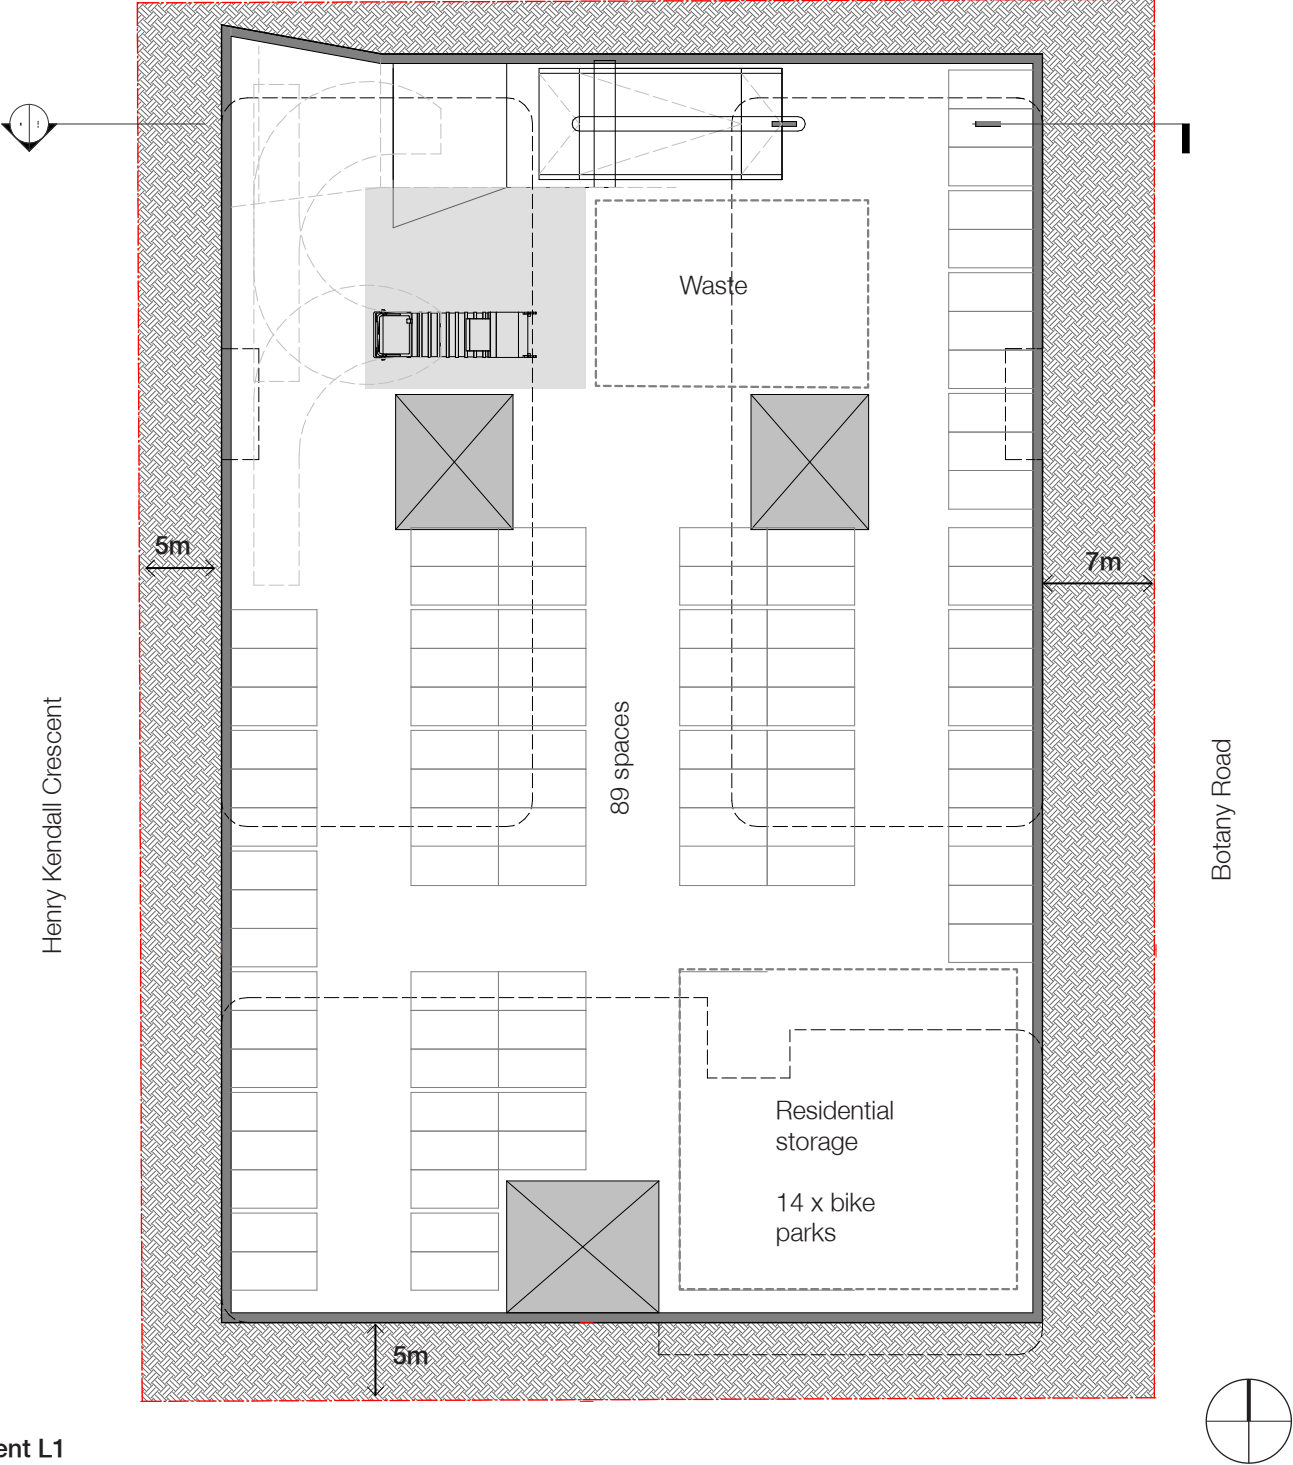 Waste
5m
7m
89 spaces
Henry Kendall Crescent
Botany Road
Residential
storage
14 x bike
parks
5m
ent L1